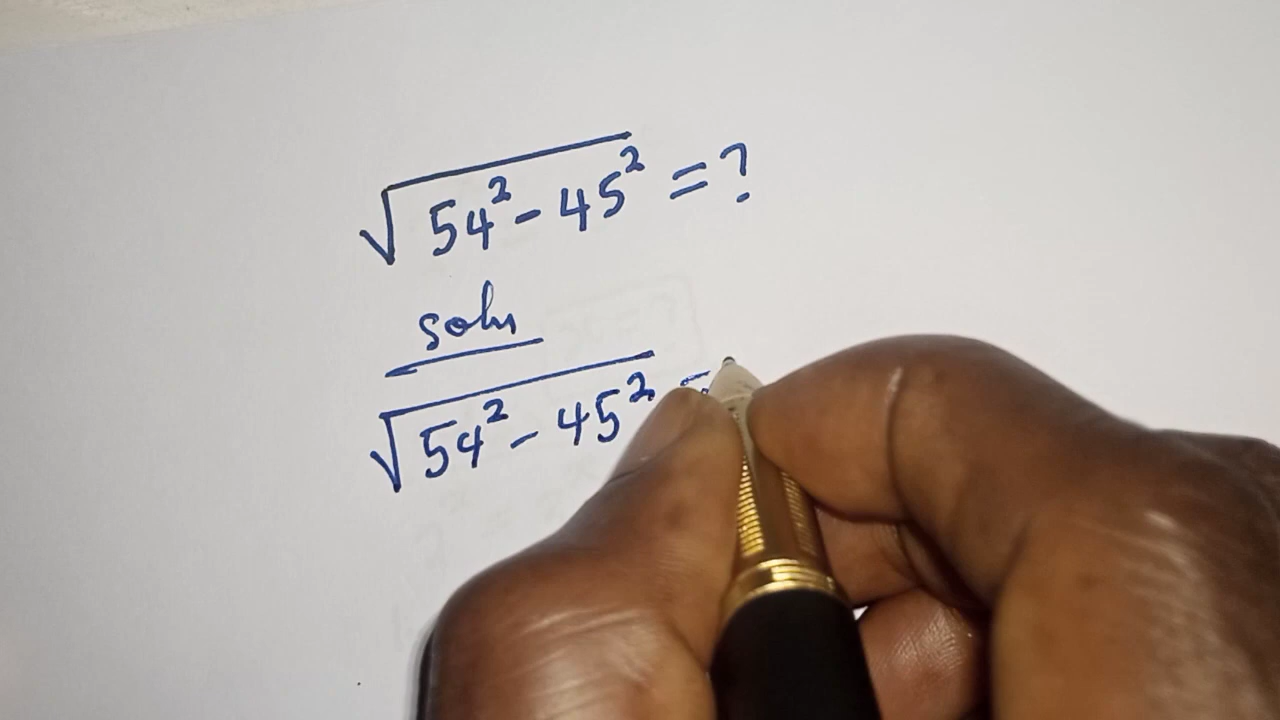 √54² - 45² = ?
soln
√54² - 45² =